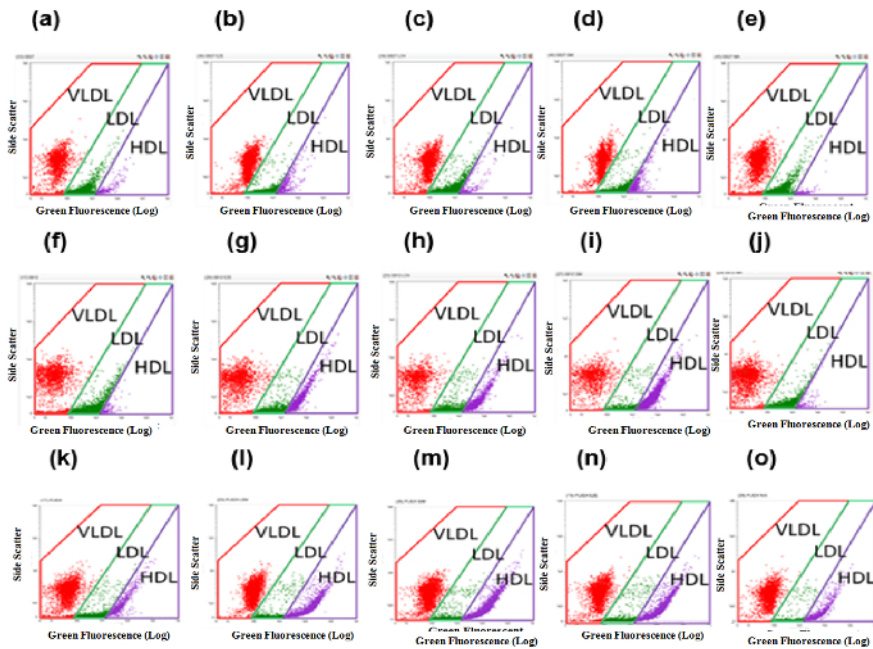 (a) (b) (c) (d) (e)
VLDL VLDL VLDL VLDL VLDL
LDL LDL LDL LDL LDL
HDL HDL HDL HDL HDL
Side Scatter Side Scatter Side Scatter Side Scatter Side Scatter
Green Fluorescence (Log) Green Fluorescence (Log) Green Fluorescence (Log) Green Fluorescence (Log) Green Fluorescence (Log)
(f) (g) (h) (i) (j)
VLDL VLDL VLDL VLDL VLDL
LDL LDL LDL LDL LDL
HDL HDL HDL HDL HDL
Side Scatter Side Scatter Side Scatter Side Scatter Side Scatter
Green Fluorescence (Log) Green Fluorescence (Log) Green Fluorescence (Log) Green Fluorescence (Log) Green Fluorescence (Log)
(k) (l) (m) (n) (o)
VLDL VLDL VLDL VLDL VLDL
LDL LDL LDL LDL LDL
HDL HDL HDL HDL HDL
Side Scatter Side Scatter Side Scatter Side Scatter Side Scatter
Green Fluorescence (Log) Green Fluorescence (Log) Green Fluorescence (Log) Green Fluorescence (Log) Green Fluorescence (Log)